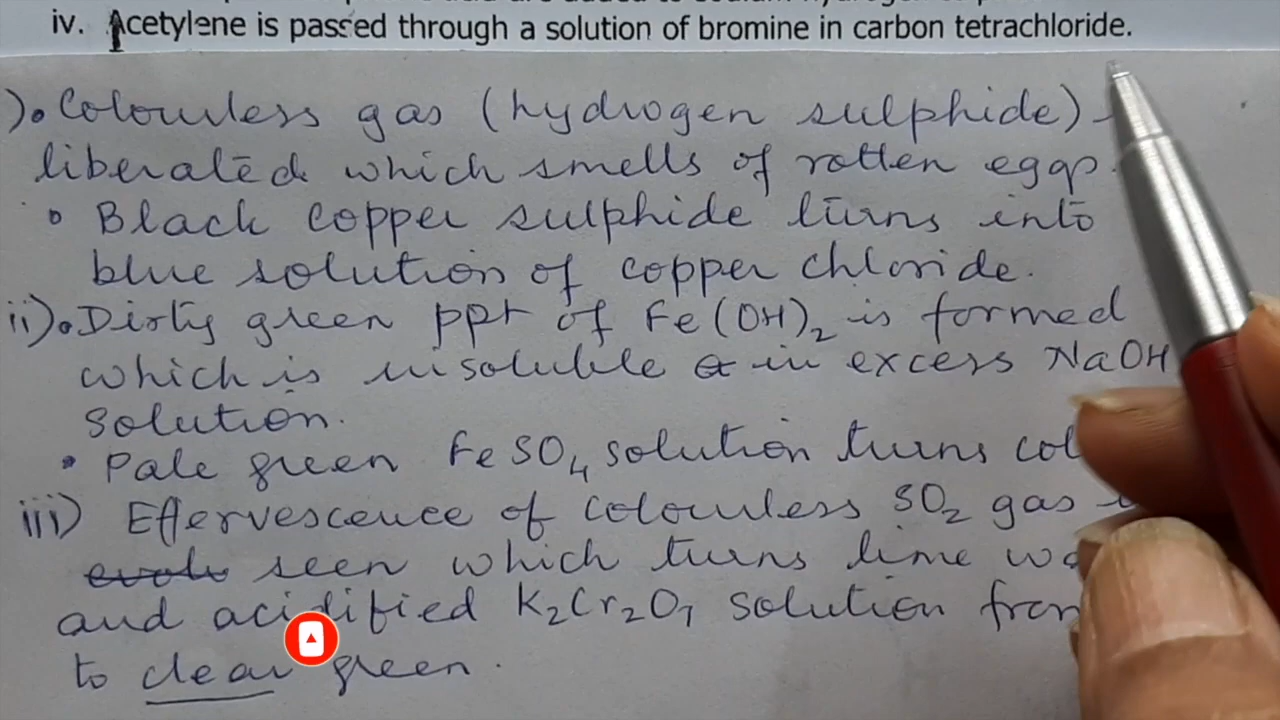 iv. Acetylene is passed through a solution of bromine in carbon tetrachloride.
). • Colourless gas (hydrogen sulphide)
liberated which smells of rotten eggs.
• Black copper sulphide turns into
blue solution of copper chloride.
ii). • Dirty green ppt of Fe(OH)₂ is formed
which is insoluble in excess NaOH
solution.
• Pale green FeSO₄ solution turns col
iii) Effervescence of colourless SO₂ gas
seen which turns lime
and acidified K₂Cr₂O₇ solution from
to clear green.